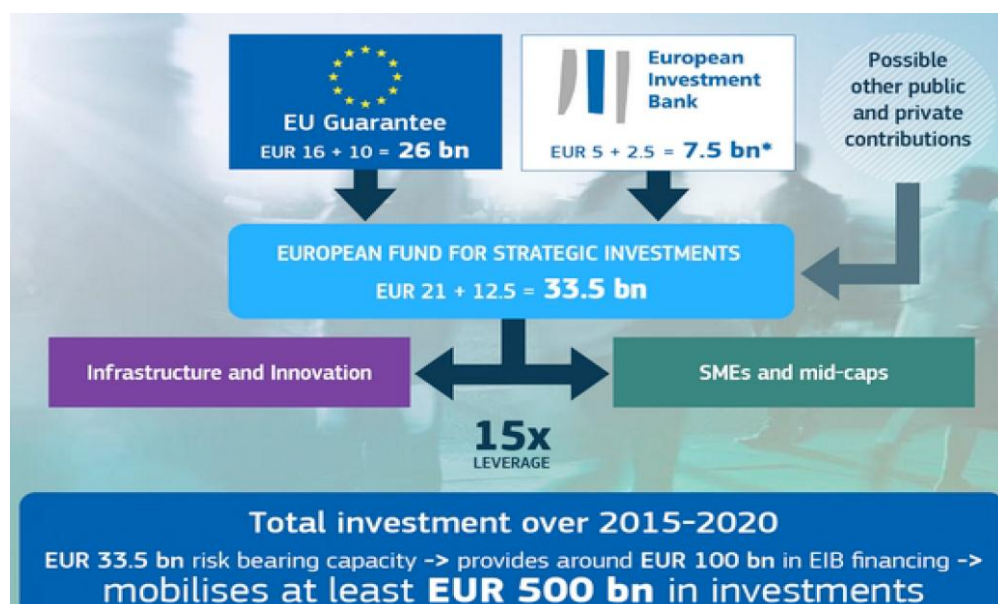 EU Guarantee
EUR 16 + 10 = 26 bn
European
Investment
Bank
EUR 5 + 2.5 = 7.5 bn*
Possible
other public
and private
contributions
EUROPEAN FUND FOR STRATEGIC INVESTMENTS
EUR 21 + 12.5 = 33.5 bn
Infrastructure and Innovation
SMEs and mid-caps
15x
LEVERAGE
Total investment over 2015-2020
EUR 33.5 bn risk bearing capacity -> provides around EUR 100 bn in EIB financing ->
mobilises at least EUR 500 bn in investments